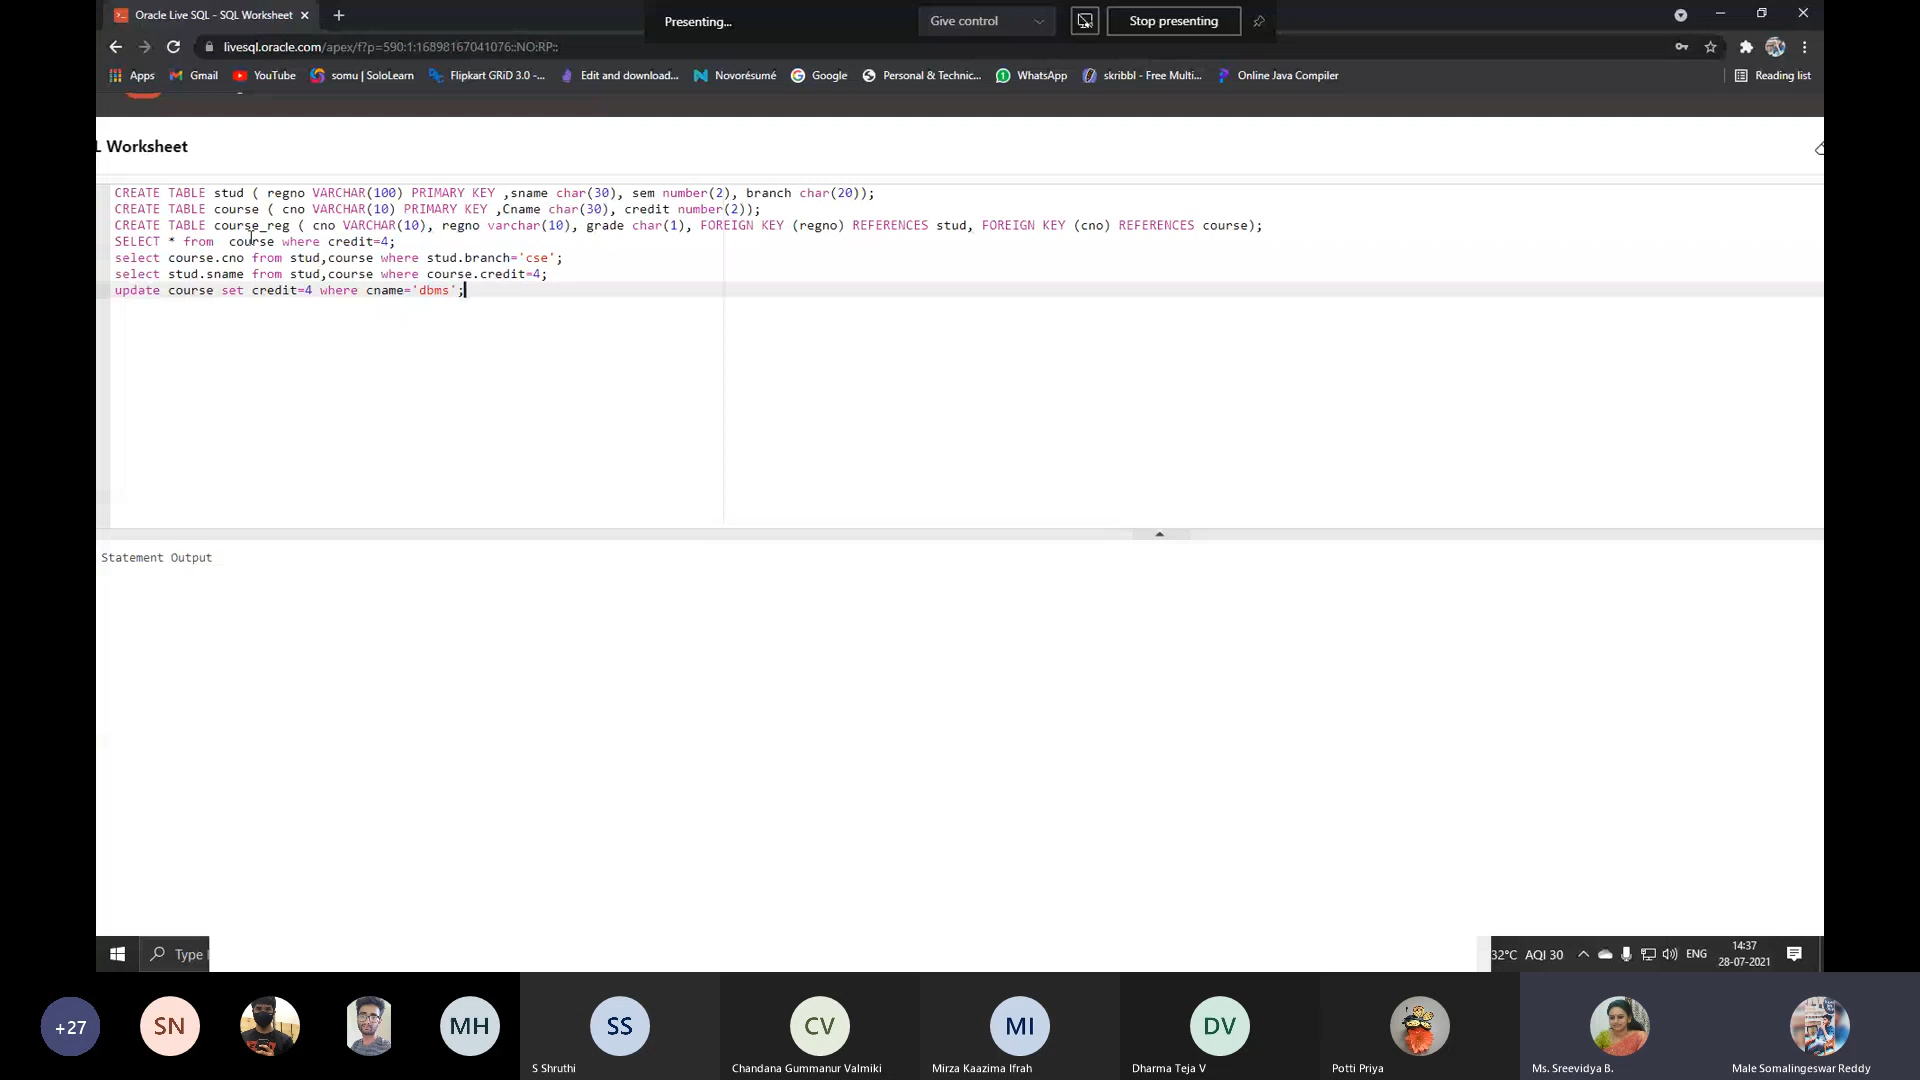 Oracle Live SQL - SQL Worksheet
Presenting...
Give control
Stop presenting
livesql.oracle.com/apex/f?p=590:1:16898167041076::NO:RP::
Apps
Gmail
YouTube
somu | SoloLearn
Flipkart GRiD 3.0 -...
Edit and download...
Novorésumé
Google
Personal & Technic...
WhatsApp
skribbl - Free Multi...
Online Java Compiler
Reading list
L Worksheet
CREATE TABLE stud ( regno VARCHAR(100) PRIMARY KEY ,sname char(30), sem number(2), branch char(20));
CREATE TABLE course ( cno VARCHAR(10) PRIMARY KEY ,Cname char(30), credit number(2));
CREATE TABLE course_reg ( cno VARCHAR(10), regno varchar(10), grade char(1), FOREIGN KEY (regno) REFERENCES stud, FOREIGN KEY (cno) REFERENCES course);
SELECT * from  course where credit=4;
select course.cno from stud,course where stud.branch='cse';
select stud.sname from stud,course where course.credit=4;
update course set credit=4 where cname='dbms';
Statement Output
Type
32°C AQI 30
ENG
14:37
28-07-2021
+27
SN
MH
SS
CV
MI
DV
S Shruthi
Chandana Gummanur Valmiki
Mirza Kaazima Ifrah
Dharma Teja V
Potti Priya
Ms. Sreevidya B.
Male Somalingeswar Reddy